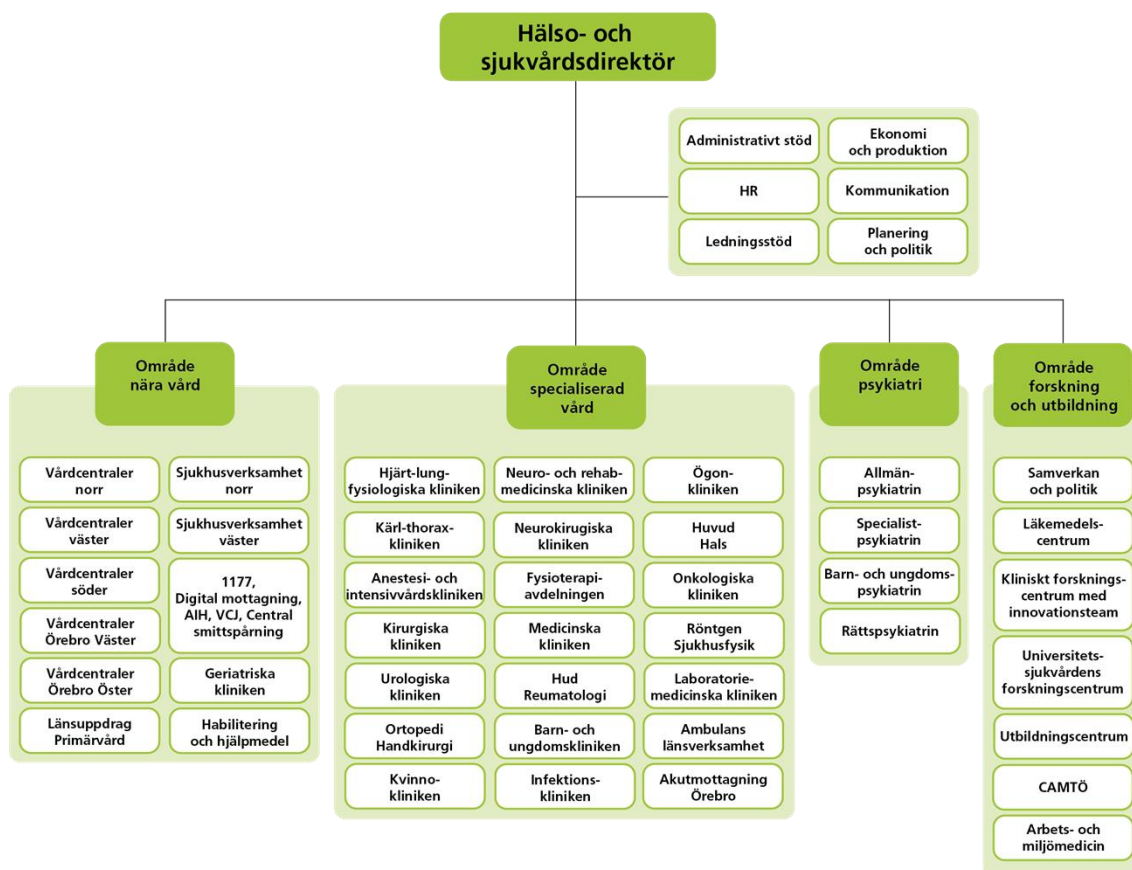 Hälso- och
sjukvårdsdirektör
Administrativt stöd
Ekonomi
och produktion
HR
Kommunikation
Ledningsstöd
Planering
och politik
Område
nära vård
Vårdcentraler
norr
Sjukhusverksamhet
norr
Vårdcentraler
väster
Sjukhusverksamhet
väster
Vårdcentraler
söder
1177,
Digital mottagning,
AIH, VCJ, Central
smittspårning
Vårdcentraler
Örebro Väster
Vårdcentraler
Örebro Öster
Geriatriska
kliniken
Länsuppdrag
Primärvård
Habilitering
och hjälpmedel
Område
specialiserad
vård
Hjärt-lung-
fysiologiska kliniken
Neuro- och rehab-
medicinska kliniken
Ögon-
kliniken
Kärl-thorax-
kliniken
Neurokirugiska
kliniken
Huvud
Hals
Anestesi- och
intensivvårdskliniken
Fysioterapi-
avdelningen
Onkologiska
kliniken
Kirurgiska
kliniken
Medicinska
kliniken
Röntgen
Sjukhusfysik
Urologiska
kliniken
Hud
Reumatologi
Laboratorie-
medicinska kliniken
Ortopedi
Handkirurgi
Barn- och
ungdomskliniken
Ambulans
länsverksamhet
Kvinno-
kliniken
Infektions-
kliniken
Akutmottagning
Örebro
Område
psykiatri
Allmän-
psykiatrin
Specialist-
psykiatrin
Barn- och ungdoms-
psykiatrin
Rättspsykiatrin
Område
forskning
och utbildning
Samverkan
och politik
Läkemedels-
centrum
Kliniskt forsknings-
centrum med
innovationsteam
Universitets-
sjukvårdens
forskningscentrum
Utbildningscentrum
CAMTÖ
Arbets- och
miljömedicin